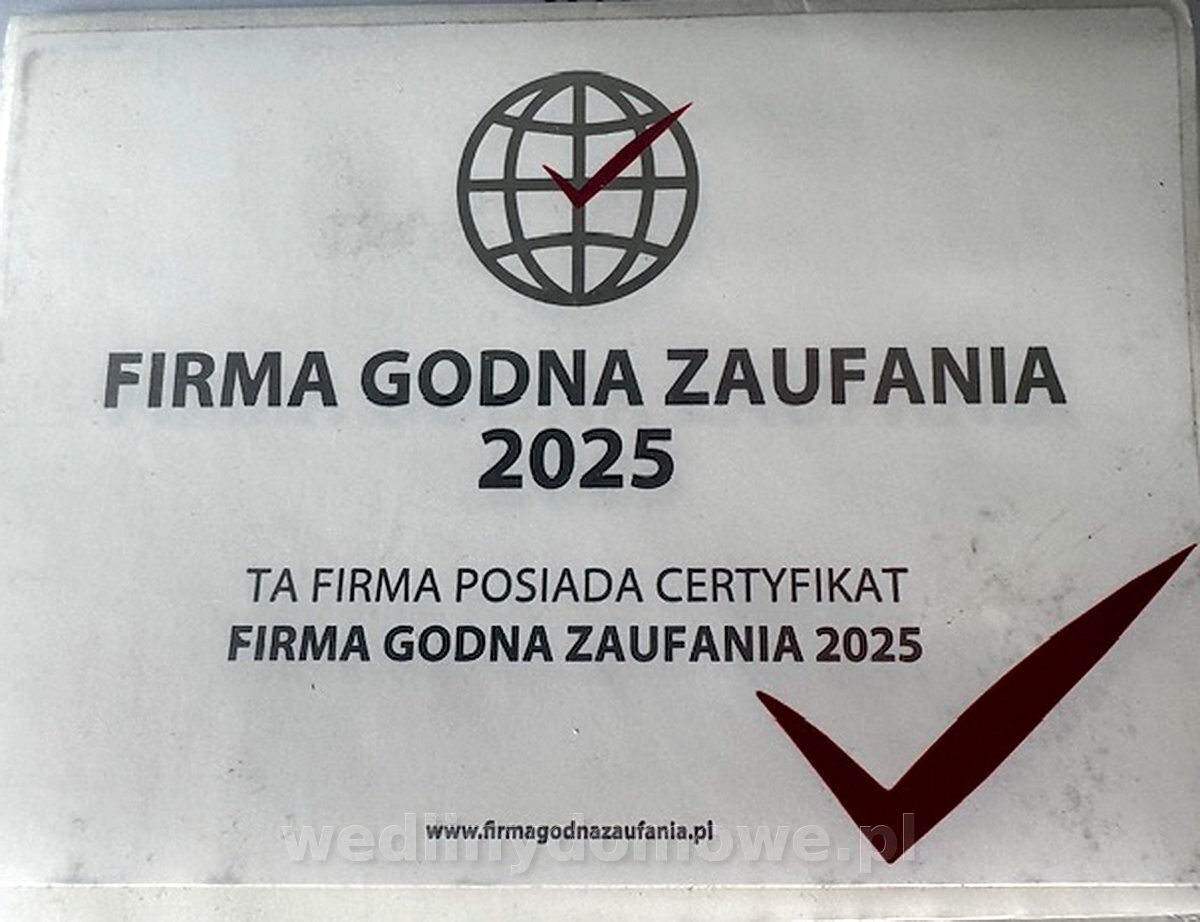 FIRMA GODNA ZAUFANIA
2025
TA FIRMA POSIADA CERTYFIKAT
FIRMA GODNA ZAUFANIA 2025
www.firmagodnazaufania.pl
wedlinydomowe.pl